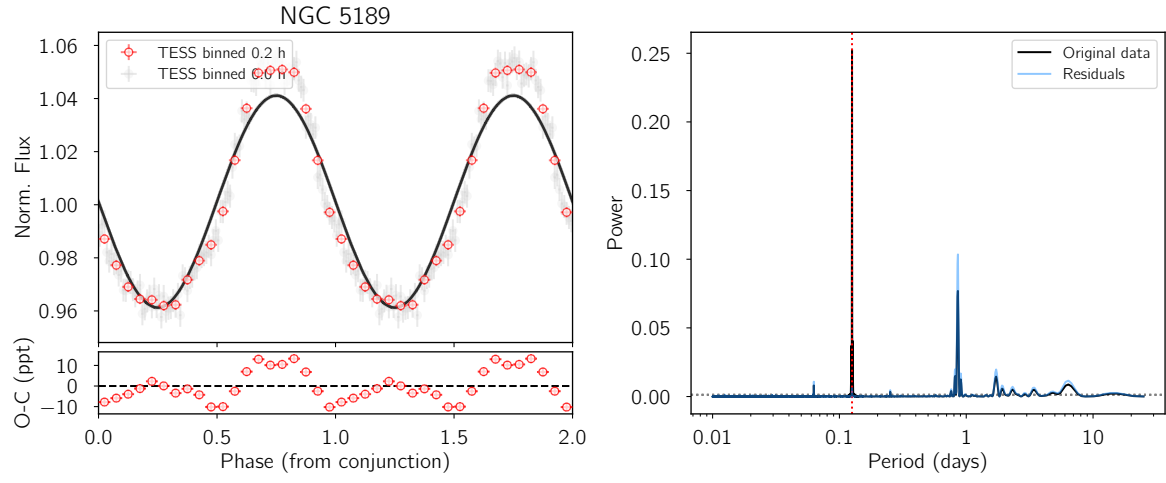 NGC 5189
TESS binned 0.2 h
TESS binned 0.0 h
1.06
1.04
1.02
1.00
0.98
0.96
Norm. Flux
10
0
−10
O-C (ppt)
0.0 0.5 1.0 1.5 2.0
Phase (from conjunction)
Original data
Residuals
0.25
0.20
0.15
0.10
0.05
0.00
Power
0.01 0.1 1 10
Period (days)